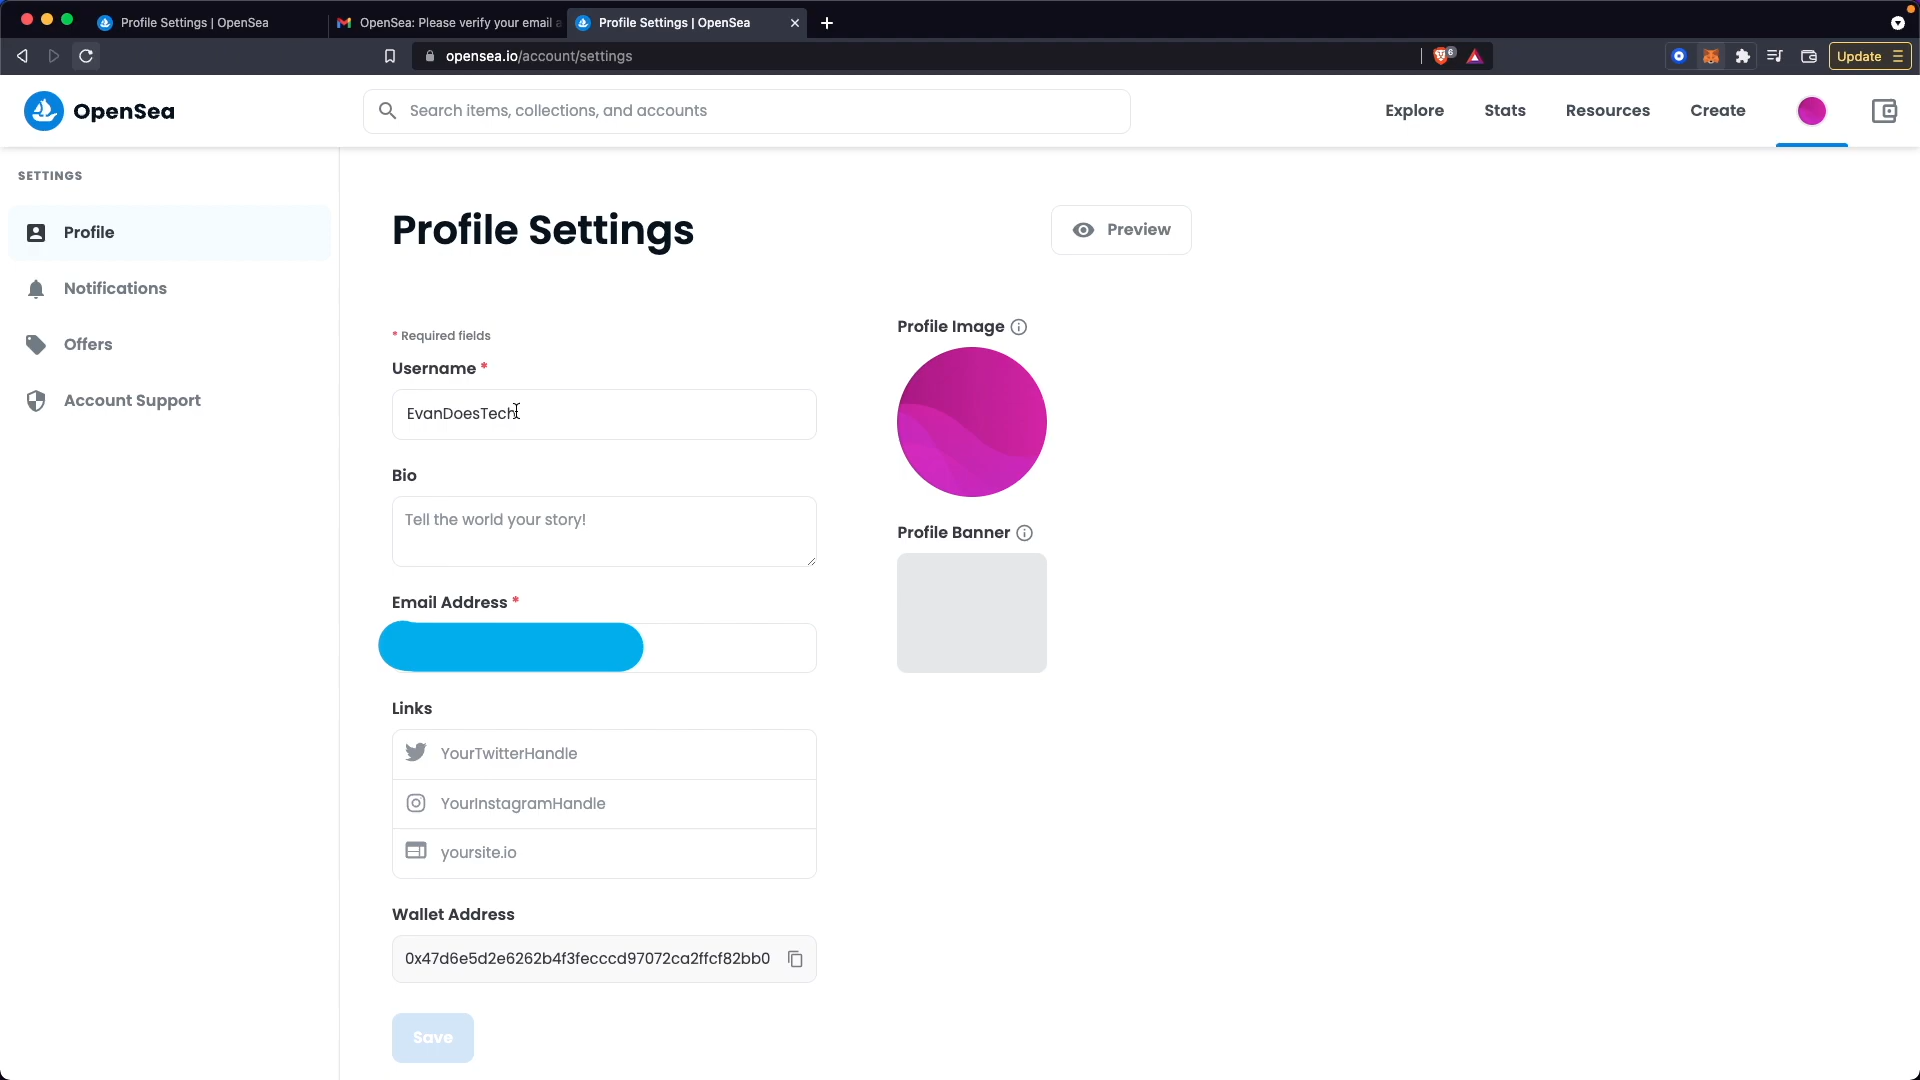 Profile Settings | OpenSea
OpenSea: Please verify your email a
Profile Settings | OpenSea
opensea.io/account/settings
6
Update
OpenSea
Search items, collections, and accounts
Explore
Stats
Resources
Create
SETTINGS
Profile
Notifications
Offers
Account Support
Profile Settings
Preview
* Required fields
Username *
EvanDoesTech
Bio
Tell the world your story!
Email Address *
Links
YourTwitterHandle
YourInstagramHandle
yoursite.io
Wallet Address
0x47d6e5d2e6262b4f3fecccd97072ca2ffcf82bb0
Save
Profile Image
Profile Banner